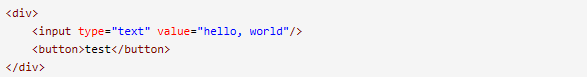 <div>
    <input type="text" value="hello, world"/>
    <button>test</button>
</div>